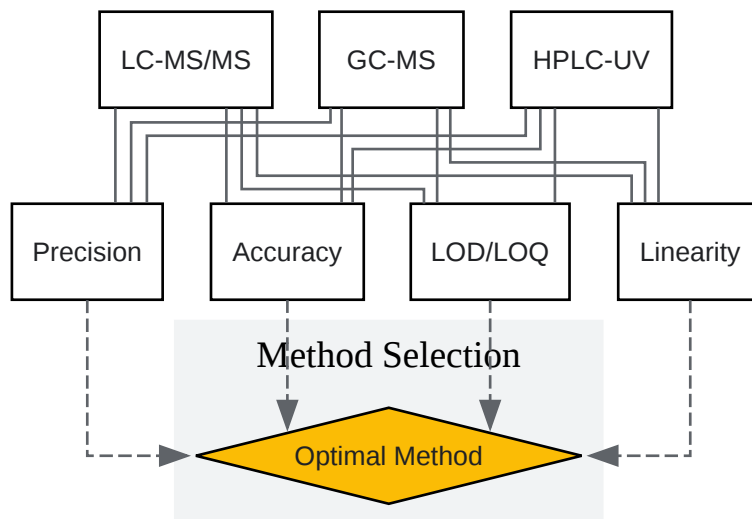 LC-MS/MS
GC-MS
HPLC-UV
Precision
Accuracy
LOD/LOQ
Linearity
Method Selection
Optimal Method